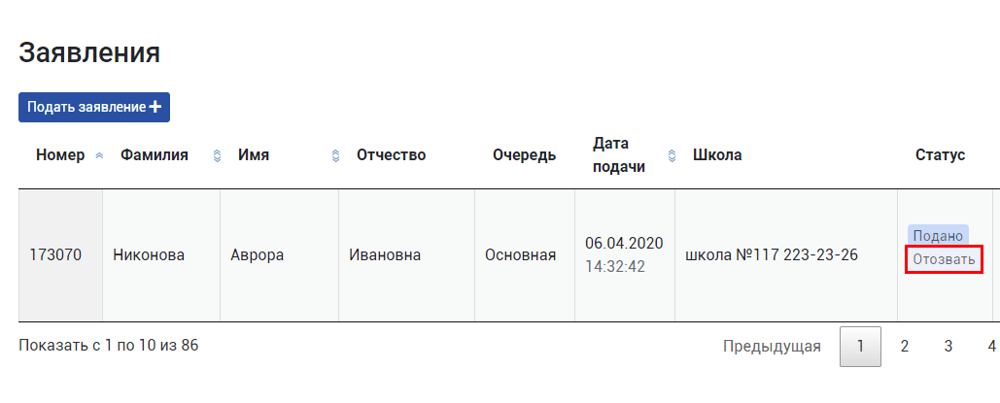 Заявления
Подать заявление +
Номер Фамилия Имя Отчество Очередь Дата подачи Школа Статус
173070 Никонова Аврора Ивановна Основная 06.04.2020 14:32:42 школа №117 223-23-26 Подано
Отозвать
Показать с 1 по 10 из 86 Предыдущая 1 2 3 4